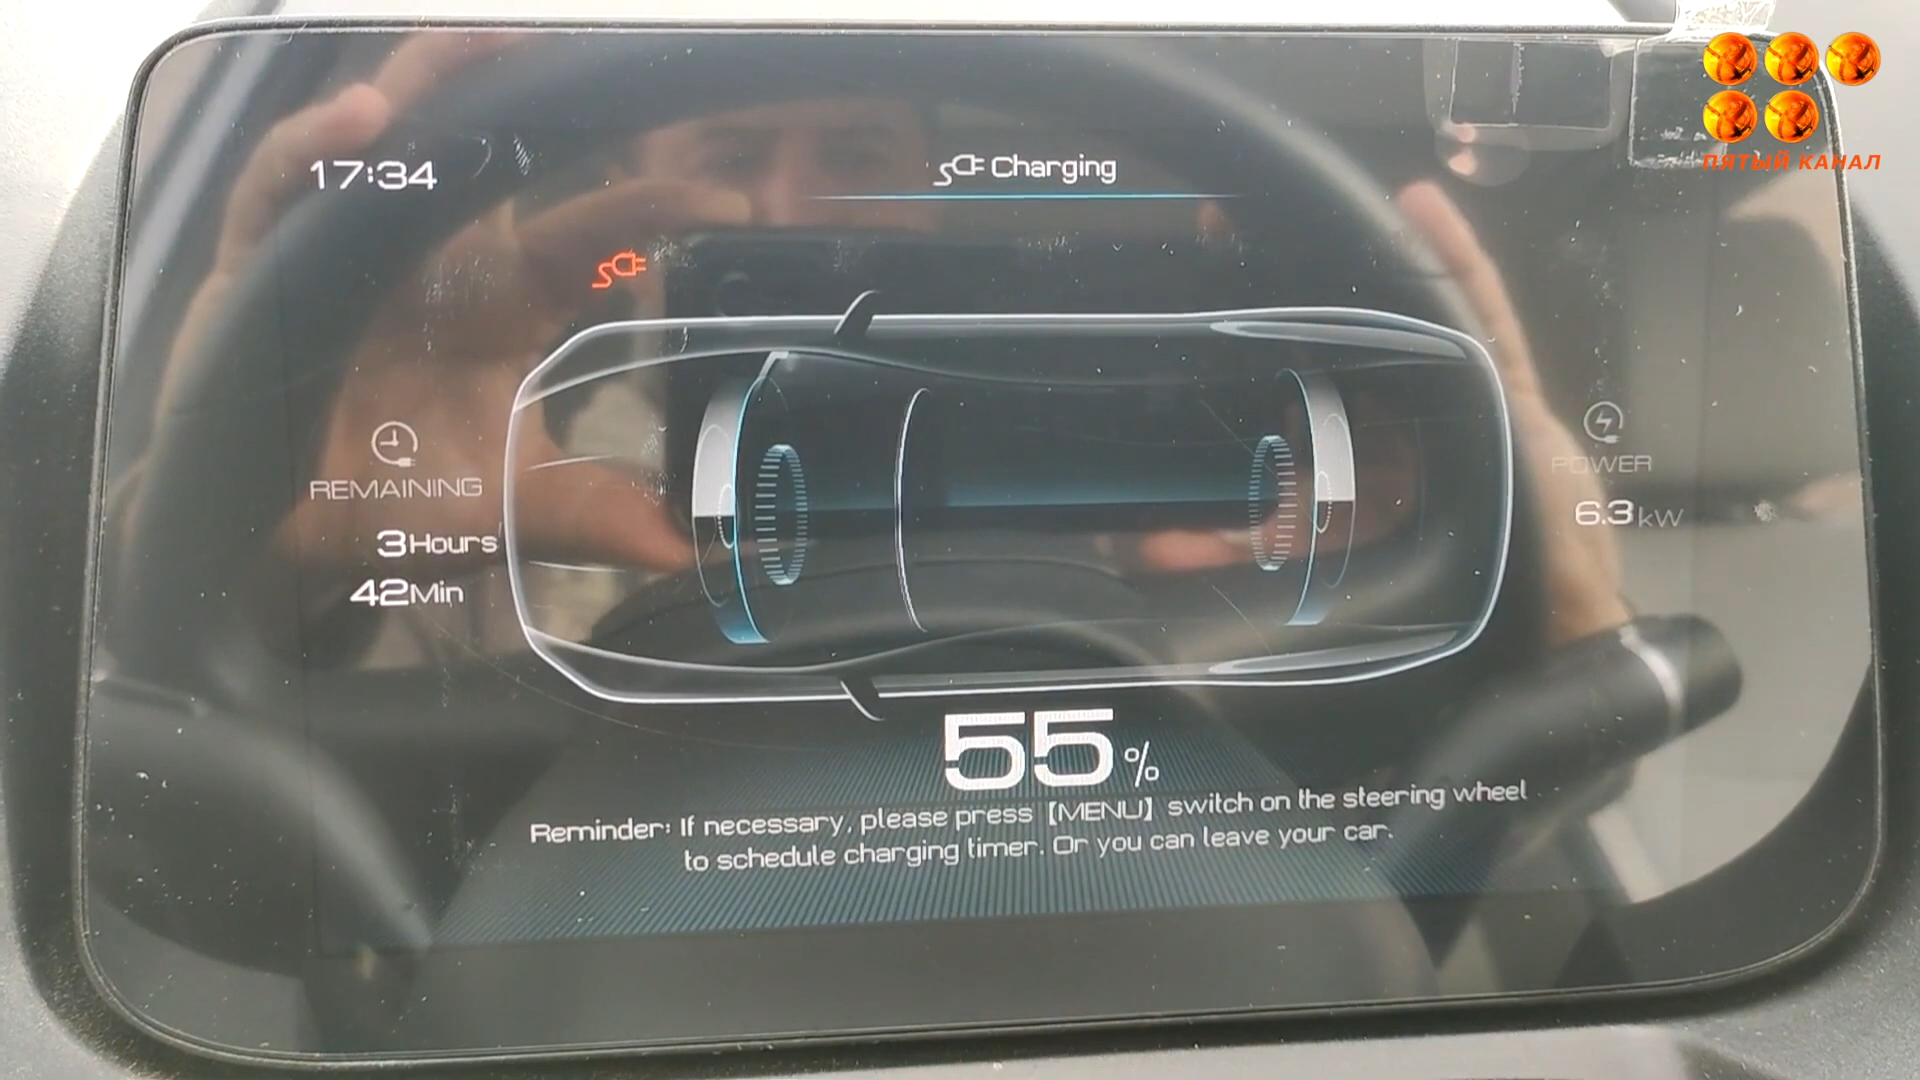 17:34
Charging
ПЯТЫЙ КАНАЛ
REMAINING
3Hours
42Min
POWER
6.3kW
55%
Reminder: If necessary, please press【MENU】switch on the steering wheel
to schedule charging timer. Or you can leave your car.